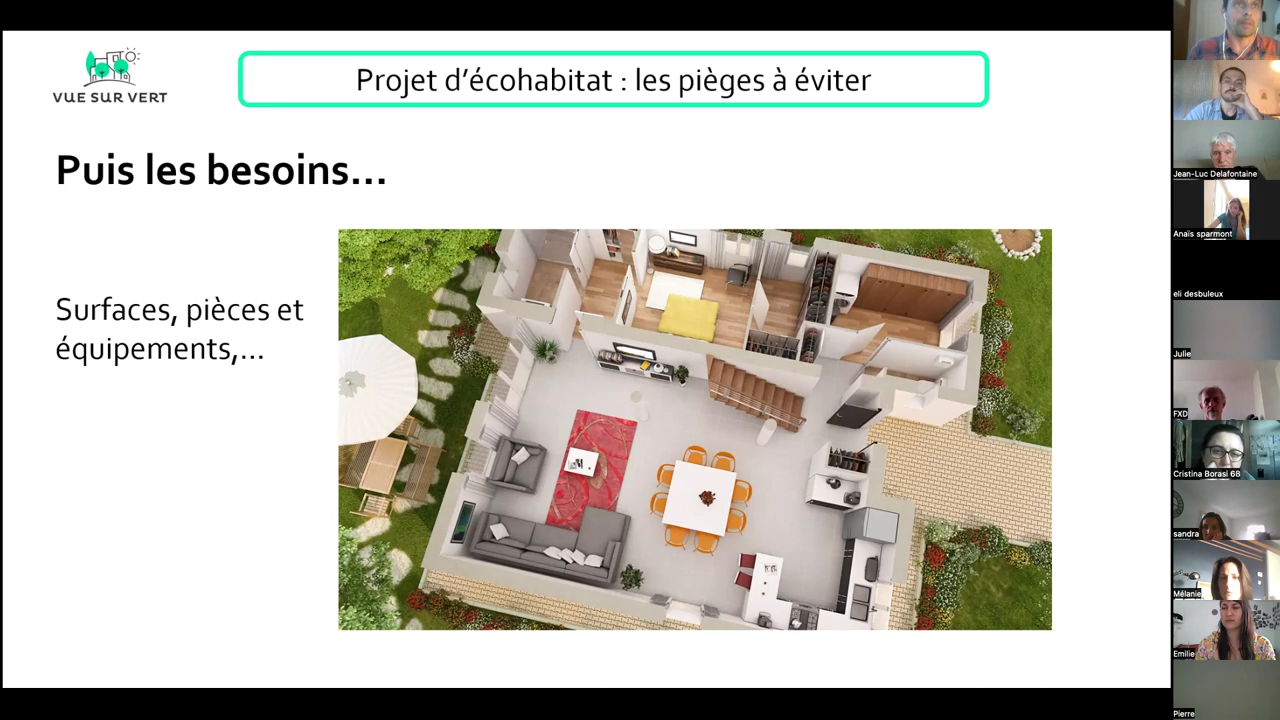 VUE SUR VERT
Projet d’écohabitat : les pièges à éviter
Puis les besoins...
Surfaces, pièces et
équipements,...
Jean-Luc Delafontaine
Anaïs sparmont
eli desbuleux
Julie
FXD
Cristina Borasi 68
sandra
Mélanie
Emilie
Pierre